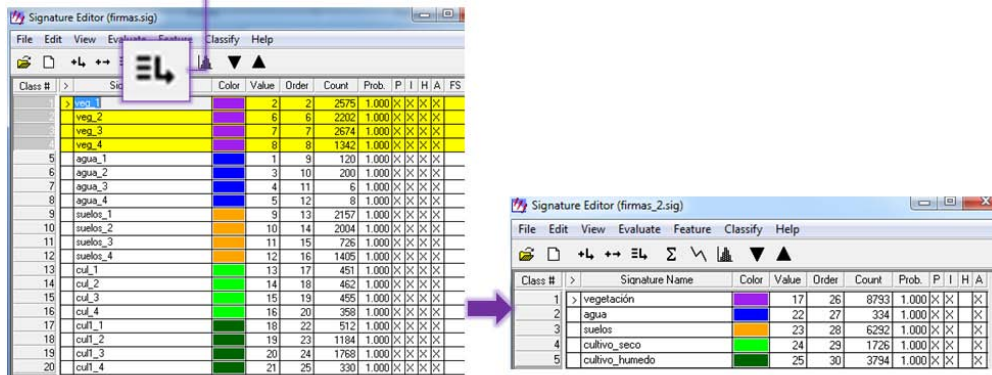 Signature Editor (firmas.sig)
File Edit View Evaluate Feature Classify Help
Class # > Color Value Order Count Prob. P I H A FS
1 > veg_1 2 2 2575 1.000 X X X X
2 veg_2 6 6 2202 1.000 X X X X
3 veg_3 7 7 2674 1.000 X X X X
4 veg_4 8 8 1342 1.000 X X X X
5 agua_1 1 9 120 1.000 X X X X
6 agua_2 3 10 200 1.000 X X X X
7 agua_3 4 11 6 1.000 X X X X
8 agua_4 5 12 8 1.000 X X X X
9 suelos_1 9 13 2157 1.000 X X X X
10 suelos_2 10 14 2004 1.000 X X X X
11 suelos_3 11 15 726 1.000 X X X X
12 suelos_4 12 16 1405 1.000 X X X X
13 cul_1 13 17 451 1.000 X X X X
14 cul_2 14 18 462 1.000 X X X X
15 cul_3 15 19 455 1.000 X X X X
16 cul_4 16 20 358 1.000 X X X X
17 cul1_1 18 22 512 1.000 X X X X
18 cul1_2 19 23 1184 1.000 X X X X
19 cul1_3 20 24 1768 1.000 X X X X
20 cul1_4 21 25 330 1.000 X X X X
Signature Editor (firmas_2.sig)
File Edit View Evaluate Feature Classify Help
Class # > Signature Name Color Value Order Count Prob. P I H A
1 > vegetación 17 26 8793 1.000 X X X
2 agua 22 27 334 1.000 X X X
3 suelos 23 28 6292 1.000 X X X
4 cultivo_seco 24 29 1726 1.000 X X X
5 cultivo_humedo 25 30 3794 1.000 X X X